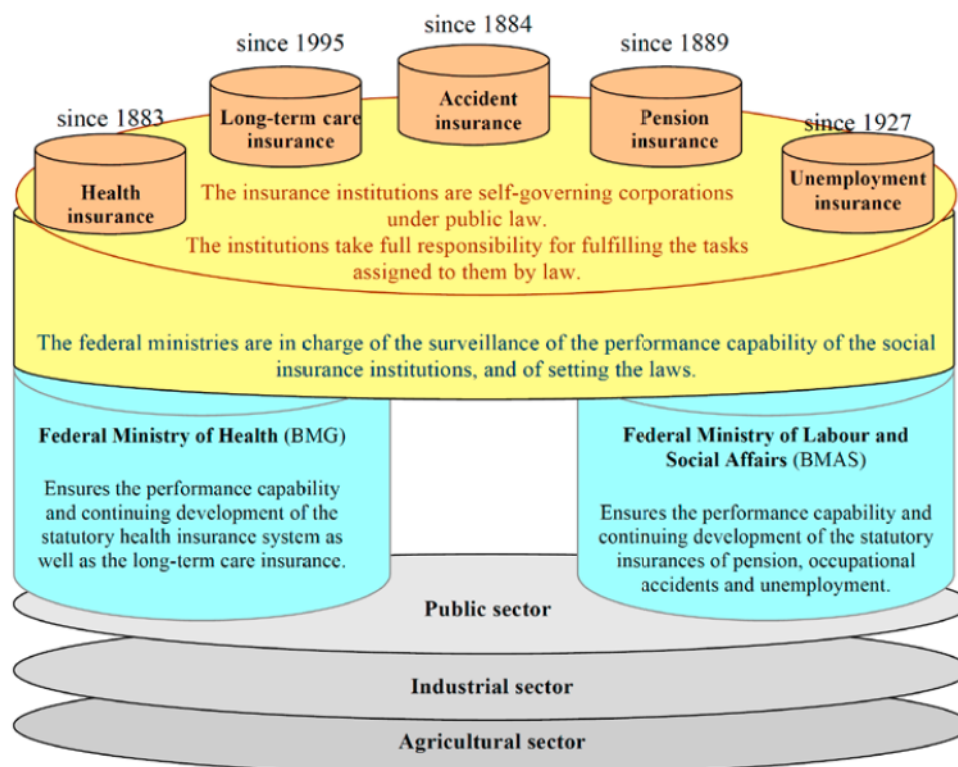 since 1884
since 1995
since 1889
since 1883
since 1927
Accident
insurance
Long-term care
insurance
Pension
insurance
Health
insurance
Unemployment
insurance
The insurance institutions are self-governing corporations
under public law.
The institutions take full responsibility for fulfilling the tasks
assigned to them by law.
The federal ministries are in charge of the surveillance of the performance capability of the social
insurance institutions, and of setting the laws.
Federal Ministry of Health (BMG)
Ensures the performance capability
and continuing development of the
statutory health insurance system as
well as the long-term care insurance.
Federal Ministry of Labour and
Social Affairs (BMAS)
Ensures the performance capability and
continuing development of the statutory
insurances of pension, occupational
accidents and unemployment.
Public sector
Industrial sector
Agricultural sector